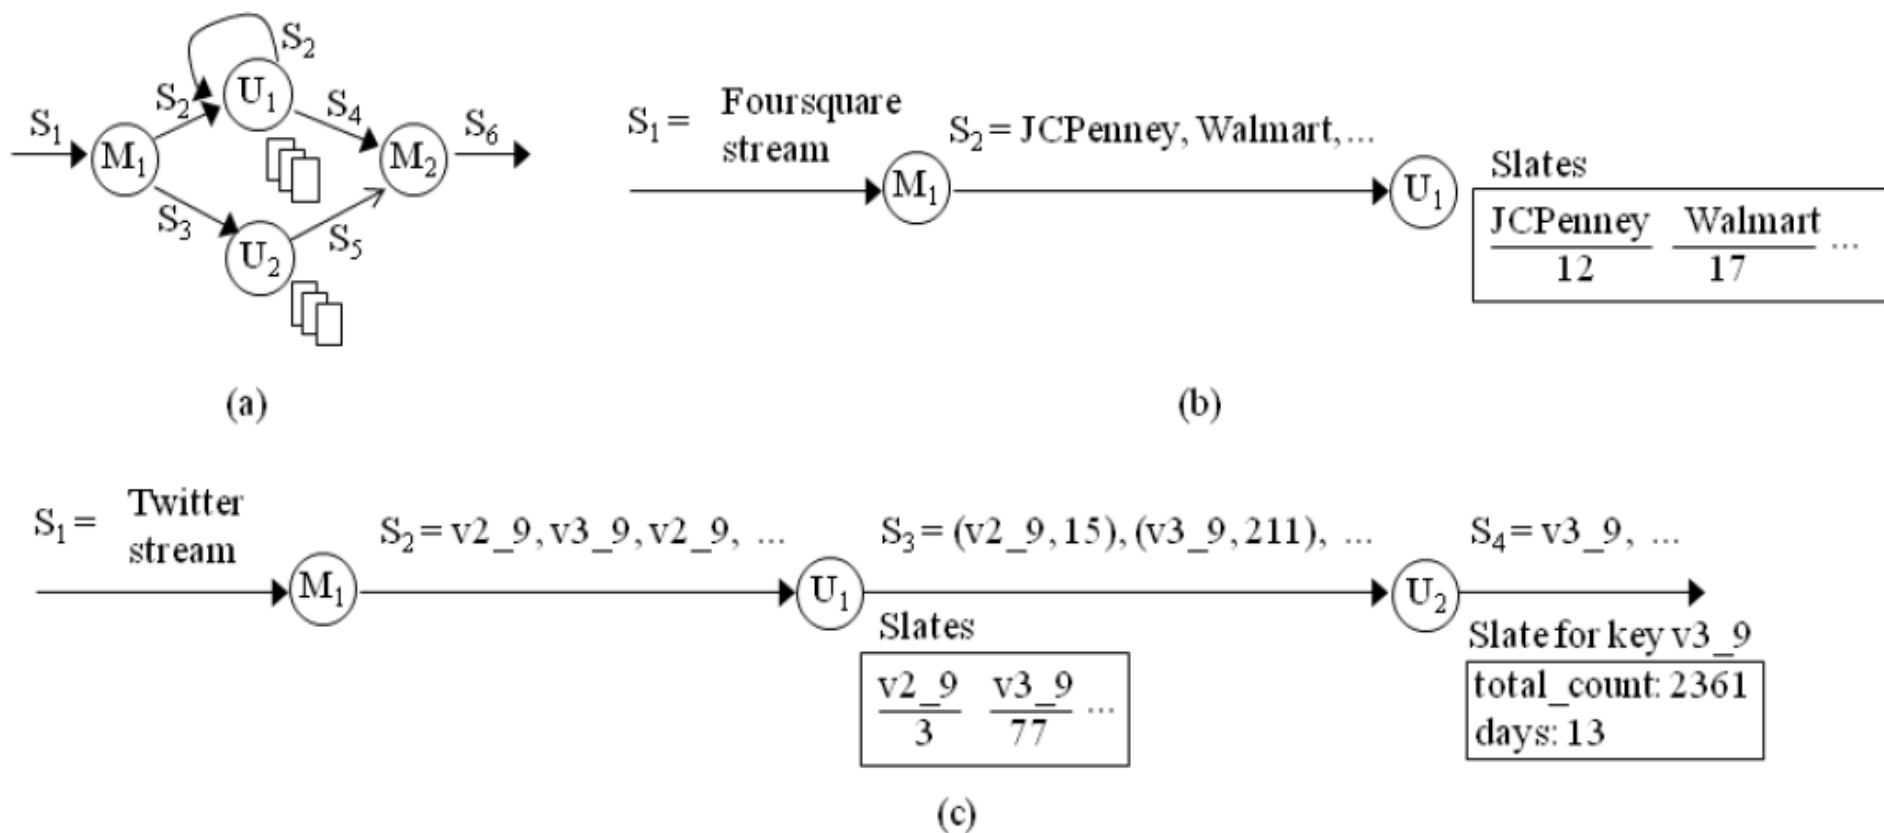 S2
S2
U1
S4
S1
M1
M2
S6
S3
U2
S5
(a)
S1 = Foursquare
stream
S2 = JCPenney, Walmart, ...
M1
U1
Slates
JCPenney Walmart
12 17 ...
(b)
S1 = Twitter
stream
S2 = v2_9, v3_9, v2_9, ...
S3 = (v2_9, 15), (v3_9, 211), ...
S4 = v3_9, ...
M1
U1
U2
Slates
v2_9 v3_9
3 77 ...
Slate for key v3_9
total_count: 2361
days: 13
(c)